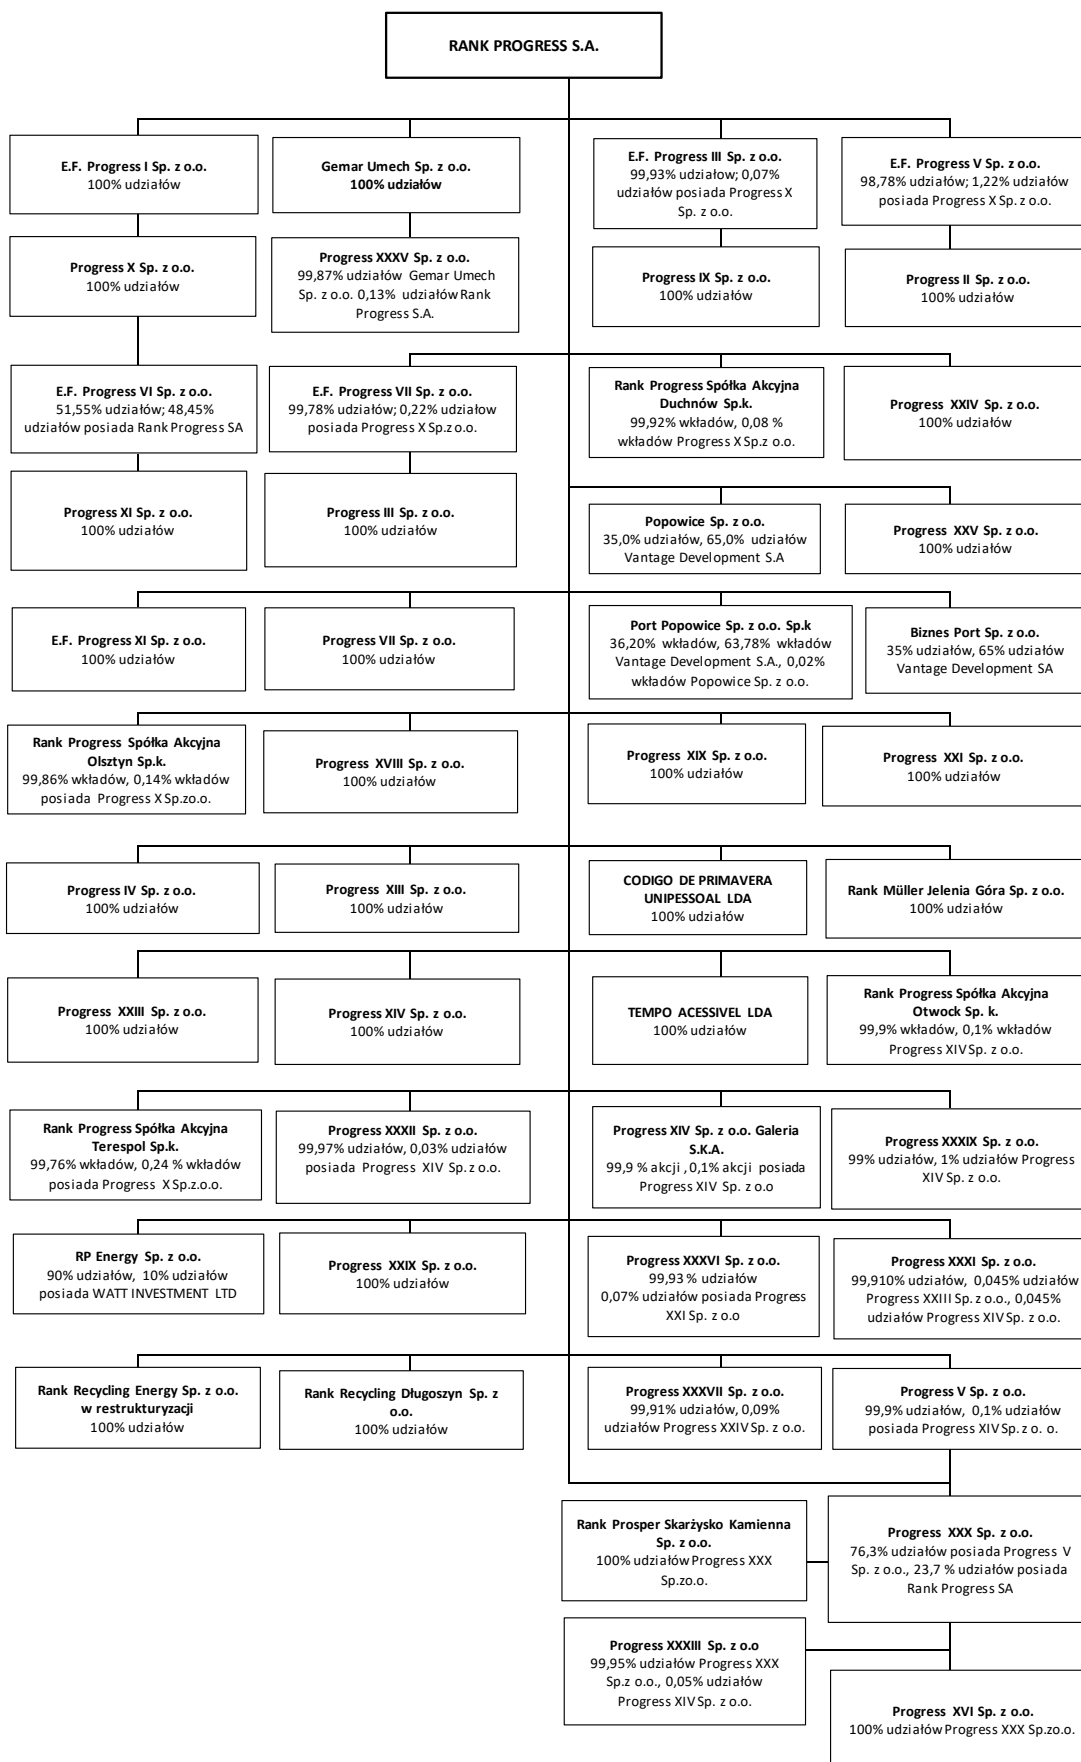 RANK PROGRESS S.A.
E.F. Progress I Sp. z o.o.
100% udziałów
Gemar Umech Sp. z o.o.
100% udziałów
E.F. Progress III Sp. z o.o.
99,93% udziałow; 0,07%
udziałów posiada Progress X
Sp. z o.o.
E.F. Progress V Sp. z o.o.
98,78% udziałów; 1,22% udziałów
posiada Progress X Sp. z o.o.
Progress X Sp. z o.o.
100% udziałów
Progress XXXV Sp. z o.o.
99,87% udziałów Gemar Umech
Sp. z o.o. 0,13% udziałów Rank
Progress S.A.
Progress IX Sp. z o.o.
100% udziałów
Progress II Sp. z o.o.
100% udziałów
E.F. Progress VI Sp. z o.o.
51,55% udziałów; 48,45%
udziałów posiada Rank Progress SA
E.F. Progress VII Sp. z o.o.
99,78% udziałów; 0,22% udziałow
posiada Progress X Sp.z o.o.
Rank Progress Spółka Akcyjna
Duchnów Sp.k.
99,92% wkładów, 0,08 %
wkładów Progress X Sp.z o.o.
Progress XXIV Sp. z o.o.
100% udziałów
Progress XI Sp. z o.o.
100% udziałów
Progress III Sp. z o.o.
100% udziałów
Popowice Sp. z o.o.
35,0% udziałów, 65,0% udziałów
Vantage Development S.A
Progress XXV Sp. z o.o.
100% udziałów
E.F. Progress XI Sp. z o.o.
100% udziałów
Progress VII Sp. z o.o.
100% udziałów
Port Popowice Sp. z o.o. Sp.k
36,20% wkładów, 63,78% wkładów
Vantage Development S.A., 0,02%
wkładów Popowice Sp. z o.o.
Biznes Port Sp. z o.o.
35% udziałów, 65% udziałów
Vantage Development SA
Rank Progress Spółka Akcyjna
Olsztyn Sp.k.
99,86% wkładów, 0,14% wkładów
posiada Progress X Sp.zo.o.
Progress XVIII Sp. z o.o.
100% udziałów
Progress XIX Sp. z o.o.
100% udziałów
Progress XXI Sp. z o.o.
100% udziałów
Progress IV Sp. z o.o.
100% udziałów
Progress XIII Sp. z o.o.
100% udziałów
CODIGO DE PRIMAVERA
UNIPESSOAL LDA
100% udziałów
Rank Müller Jelenia Góra Sp. z o.o.
100% udziałów
Progress XXIII Sp. z o.o.
100% udziałów
Progress XIV Sp. z o.o.
100% udziałów
TEMPO ACESSIVEL LDA
100% udziałów
Rank Progress Spółka Akcyjna
Otwock Sp. k.
99,9% wkładów, 0,1% wkładów
Progress XIV Sp. z o.o.
Rank Progress Spółka Akcyjna
Terespol Sp.k.
99,76% wkładów, 0,24 % wkładów
posiada Progress X Sp.z.o.o.
Progress XXXII Sp. z o.o.
99,97% udziałów, 0,03% udziałów
posiada Progress XIV Sp. z o.o.
Progress XIV Sp. z o.o. Galeria
S.K.A.
99,9 % akcji , 0,1% akcji posiada
Progress XIV Sp. z o.o
Progress XXXIX Sp. z o.o.
99% udziałów, 1% udziałów Progress
XIV Sp. z o.o.
RP Energy Sp. z o.o.
90% udziałów, 10% udziałów
posiada WATT INVESTMENT LTD
Progress XXIX Sp. z o.o.
100% udziałów
Progress XXXVI Sp. z o.o.
99,93 % udziałów
0,07% udziałów posiada Progress
XXI Sp. z o.o
Progress XXXI Sp. z o.o.
99,910% udziałów, 0,045% udziałów
Progress XXIII Sp. z o.o., 0,045%
udziałów Progress XIV Sp. z o.o.
Rank Recycling Energy Sp. z o.o.
w restrukturyzacji
100% udziałów
Rank Recycling Długoszyn Sp. z
o.o.
100% udziałów
Progress XXXVII Sp. z o.o.
99,91% udziałów, 0,09%
udziałów Progress XXIV Sp. z o.o.
Progress V Sp. z o.o.
99,9% udziałów, 0,1% udziałów
posiada Progress XIV Sp. z o. o.
Rank Prosper Skarżysko Kamienna
Sp. z o.o.
100% udziałów Progress XXX
Sp.zo.o.
Progress XXX Sp. z o.o.
76,3% udziałów posiada Progress V
Sp. z o.o., 23,7 % udziałów posiada
Rank Progress SA
Progress XXXIII Sp. z o.o
99,95% udziałów Progress XXX
Sp.z o.o., 0,05% udziałów
Progress XIV Sp. z o.o.
Progress XVI Sp. z o.o.
100% udziałów Progress XXX Sp.zo.o.